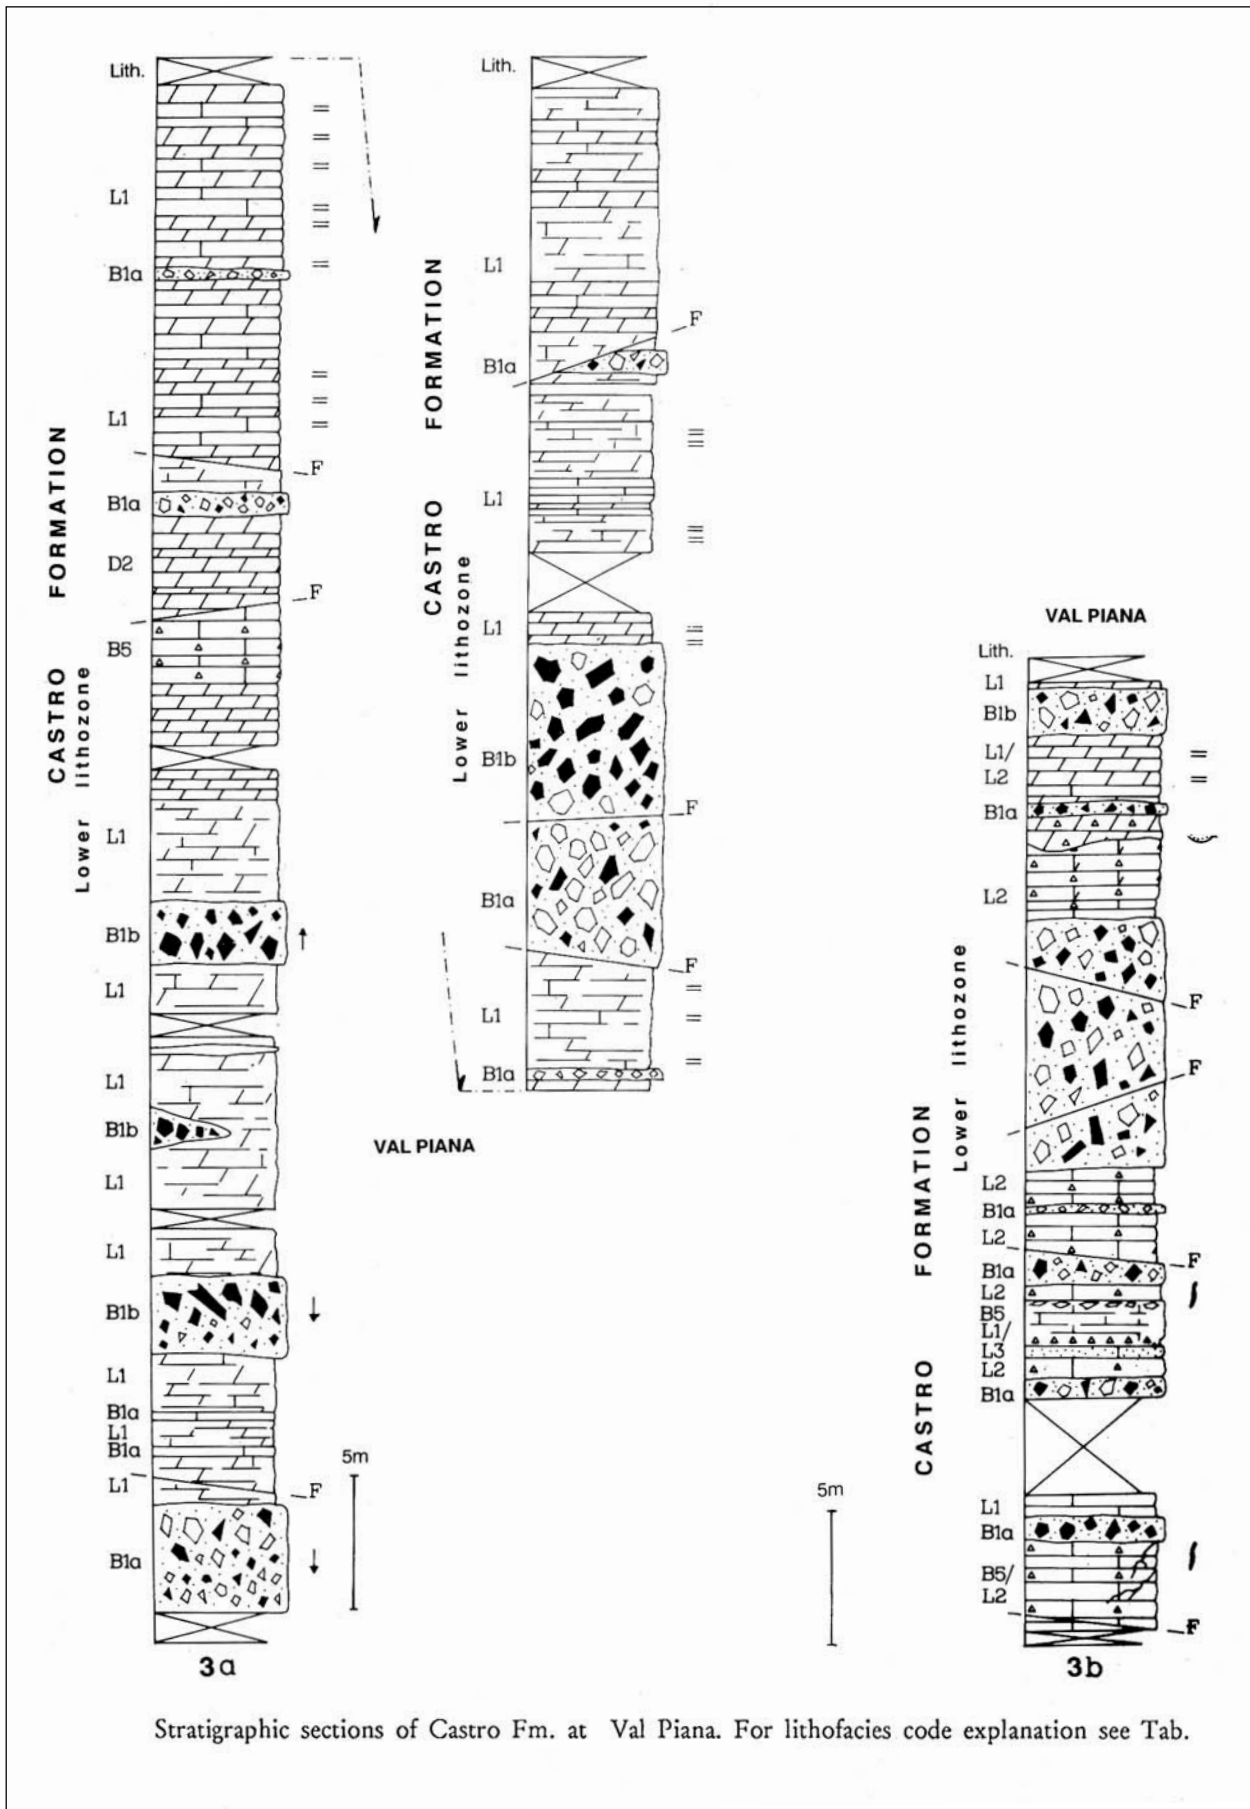 Lith.
L1
B1a
L1
F
B1a
D2
F
B5
L1
B1b
L1
L1
B1b
L1
L1
B1b
L1
B1a
L1
B1a
L1
F
B1a
CASTRO FORMATION
Lower lithozone
5m
3a
Lith.
L1
F
B1a
L1
L1
B1b
F
B1a
F
L1
B1a
CASTRO FORMATION
Lower lithozone
VAL PIANA
VAL PIANA
Lith.
L1
B1b
L1/
L2
B1a
L2
F
F
L2
B1a
L2
F
B1a
L2
B5
L1/
L3
L2
B1a
L1
B1a
B5/
L2
F
CASTRO FORMATION
Lower lithozone
5m
3b
Stratigraphic sections of Castro Fm. at Val Piana. For lithofacies code explanation see Tab.